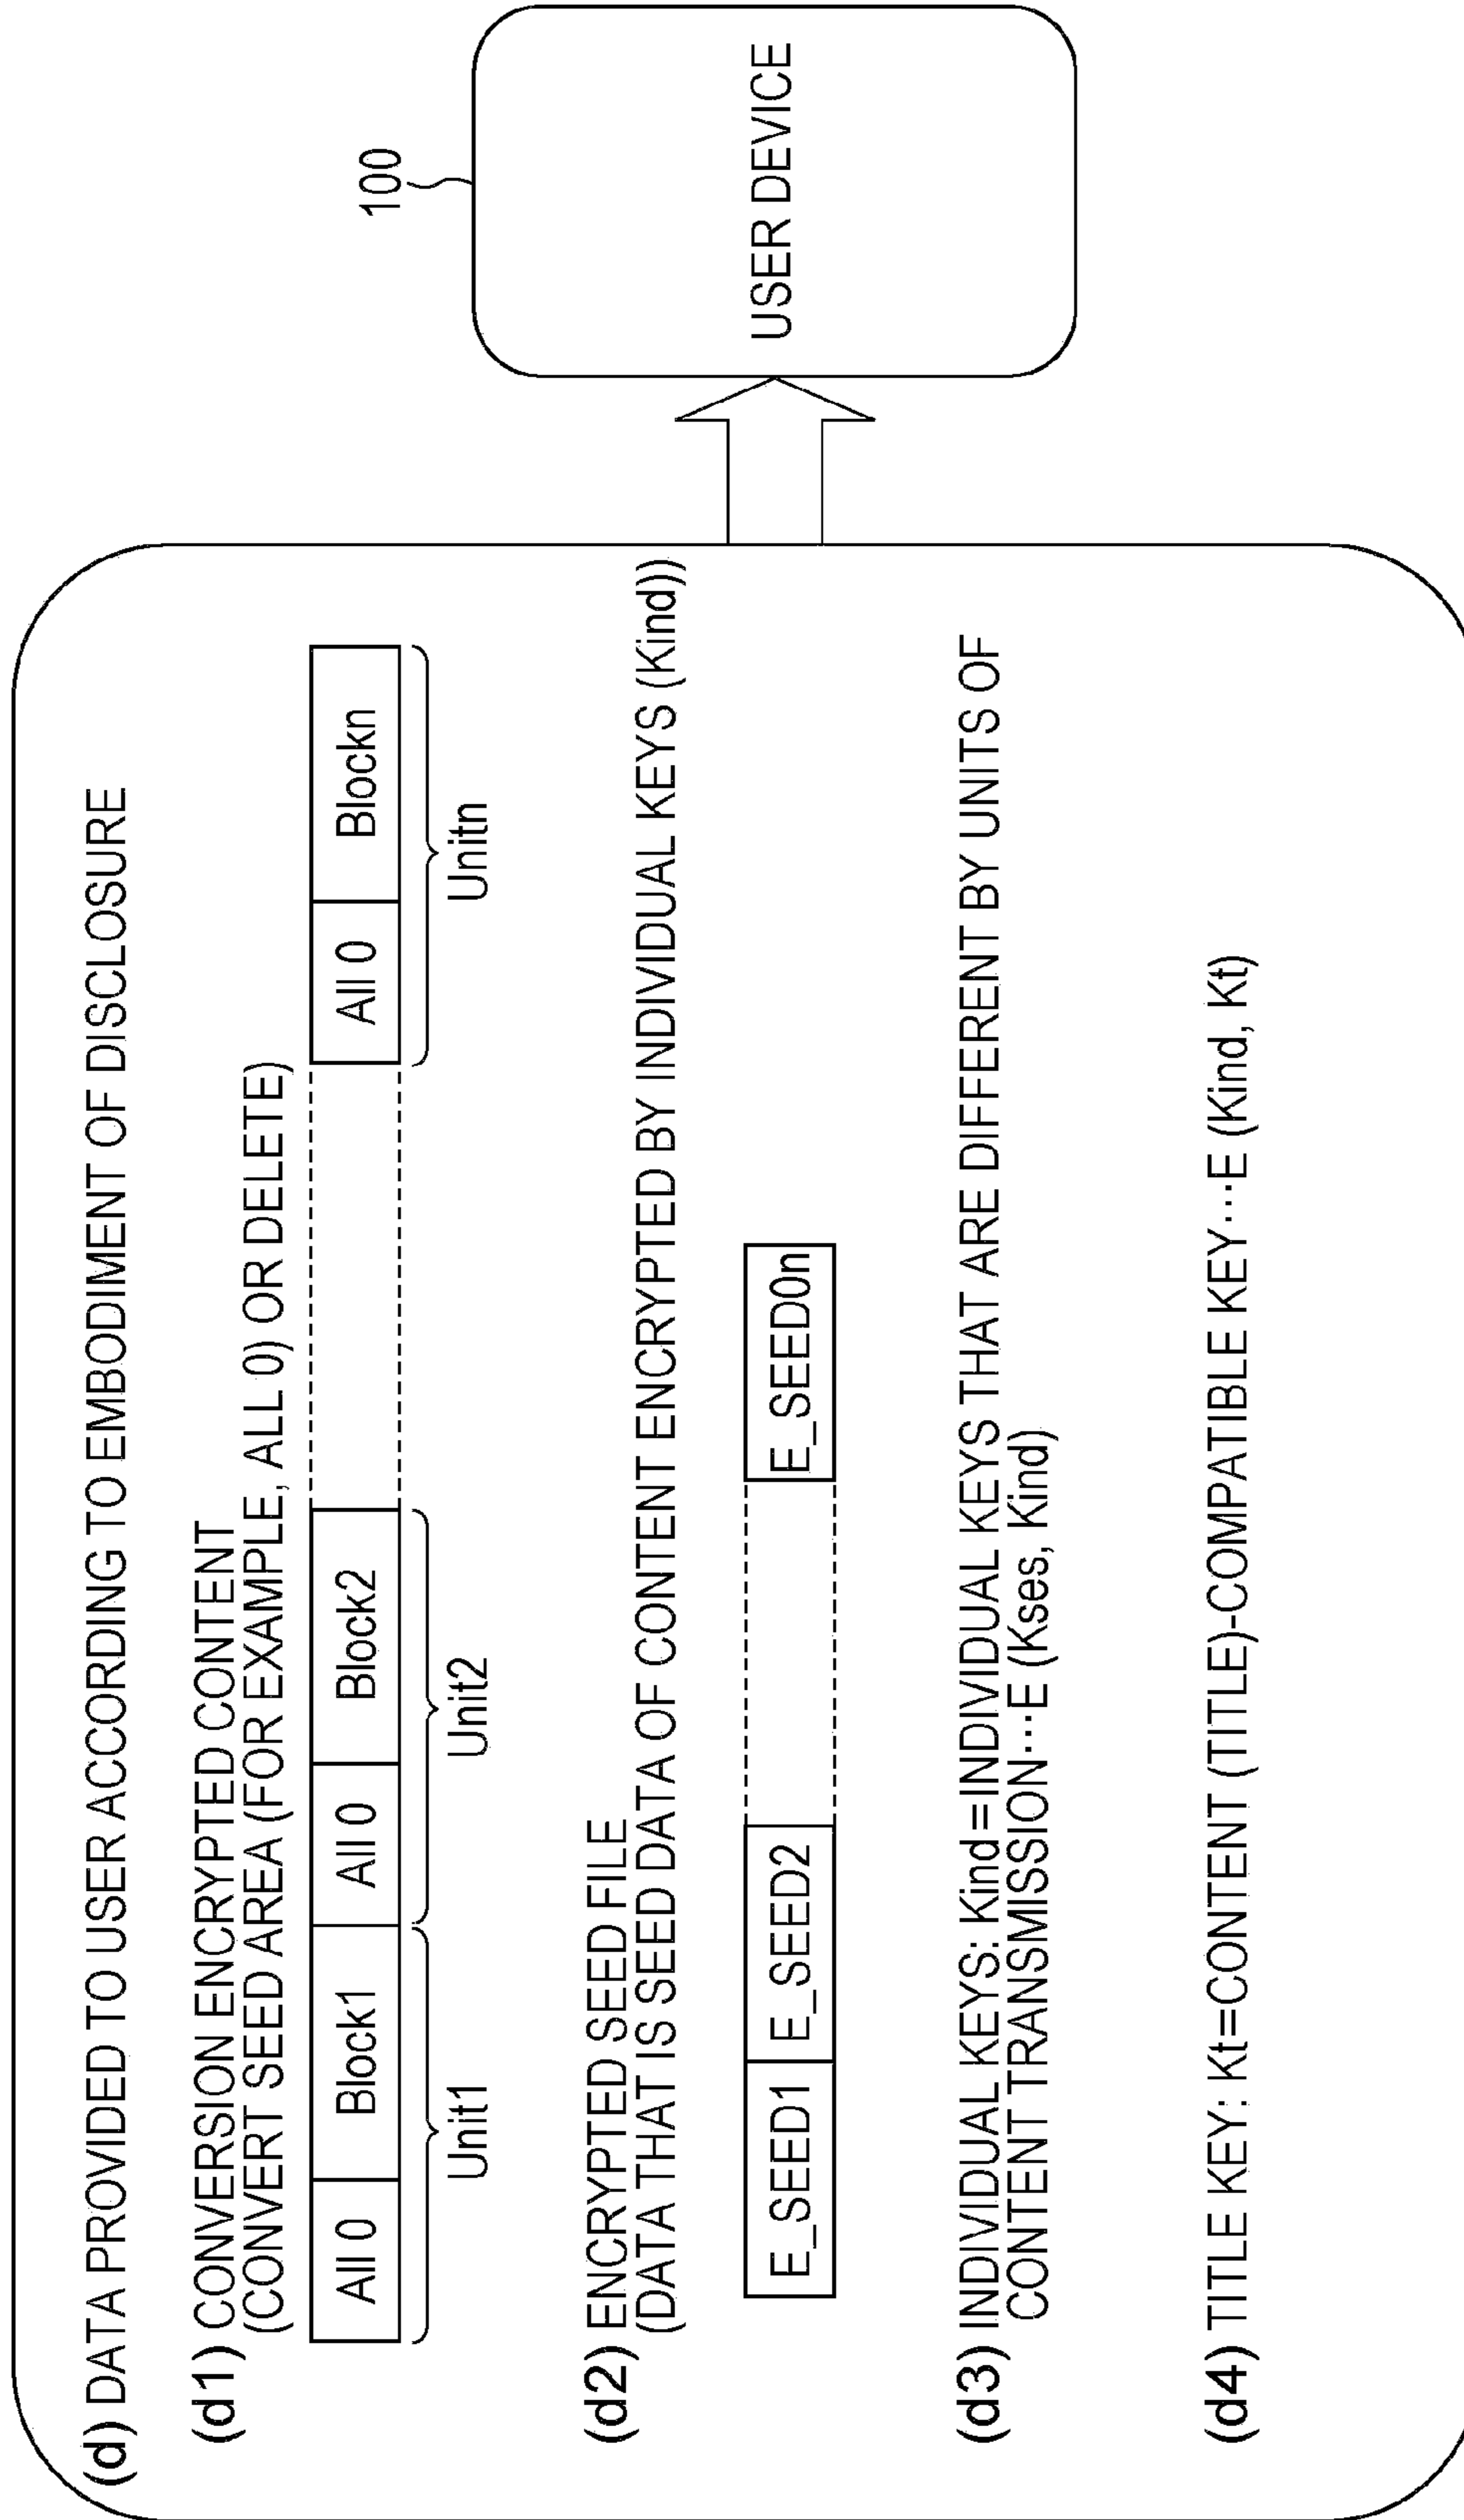 (d) DATA PROVIDED TO USER ACCORDING TO EMBODIMENT OF DISCLOSURE
(d1) CONVERSION ENCRYPTED CONTENT
(CONVERT SEED AREA (FOR EXAMPLE, ALL 0) OR DELETE)
All 0 Block1 All 0 Block2 All 0 Blockn
Unit1 Unit2 Unitn
(d2) ENCRYPTED SEED FILE
(DATA THAT IS SEED DATA OF CONTENT ENCRYPTED BY INDIVIDUAL KEYS (Kind))
E_SEED1 E_SEED2 E_SEED0n
(d3) INDIVIDUAL KEYS: Kind=INDIVIDUAL KEYS THAT ARE DIFFERENT BY UNITS OF
CONTENT TRANSMISSION···E (Kses, Kind)
(d4) TITLE KEY: Kt=CONTENT (TITLE)-COMPATIBLE KEY···E (Kind, Kt)
100
USER DEVICE